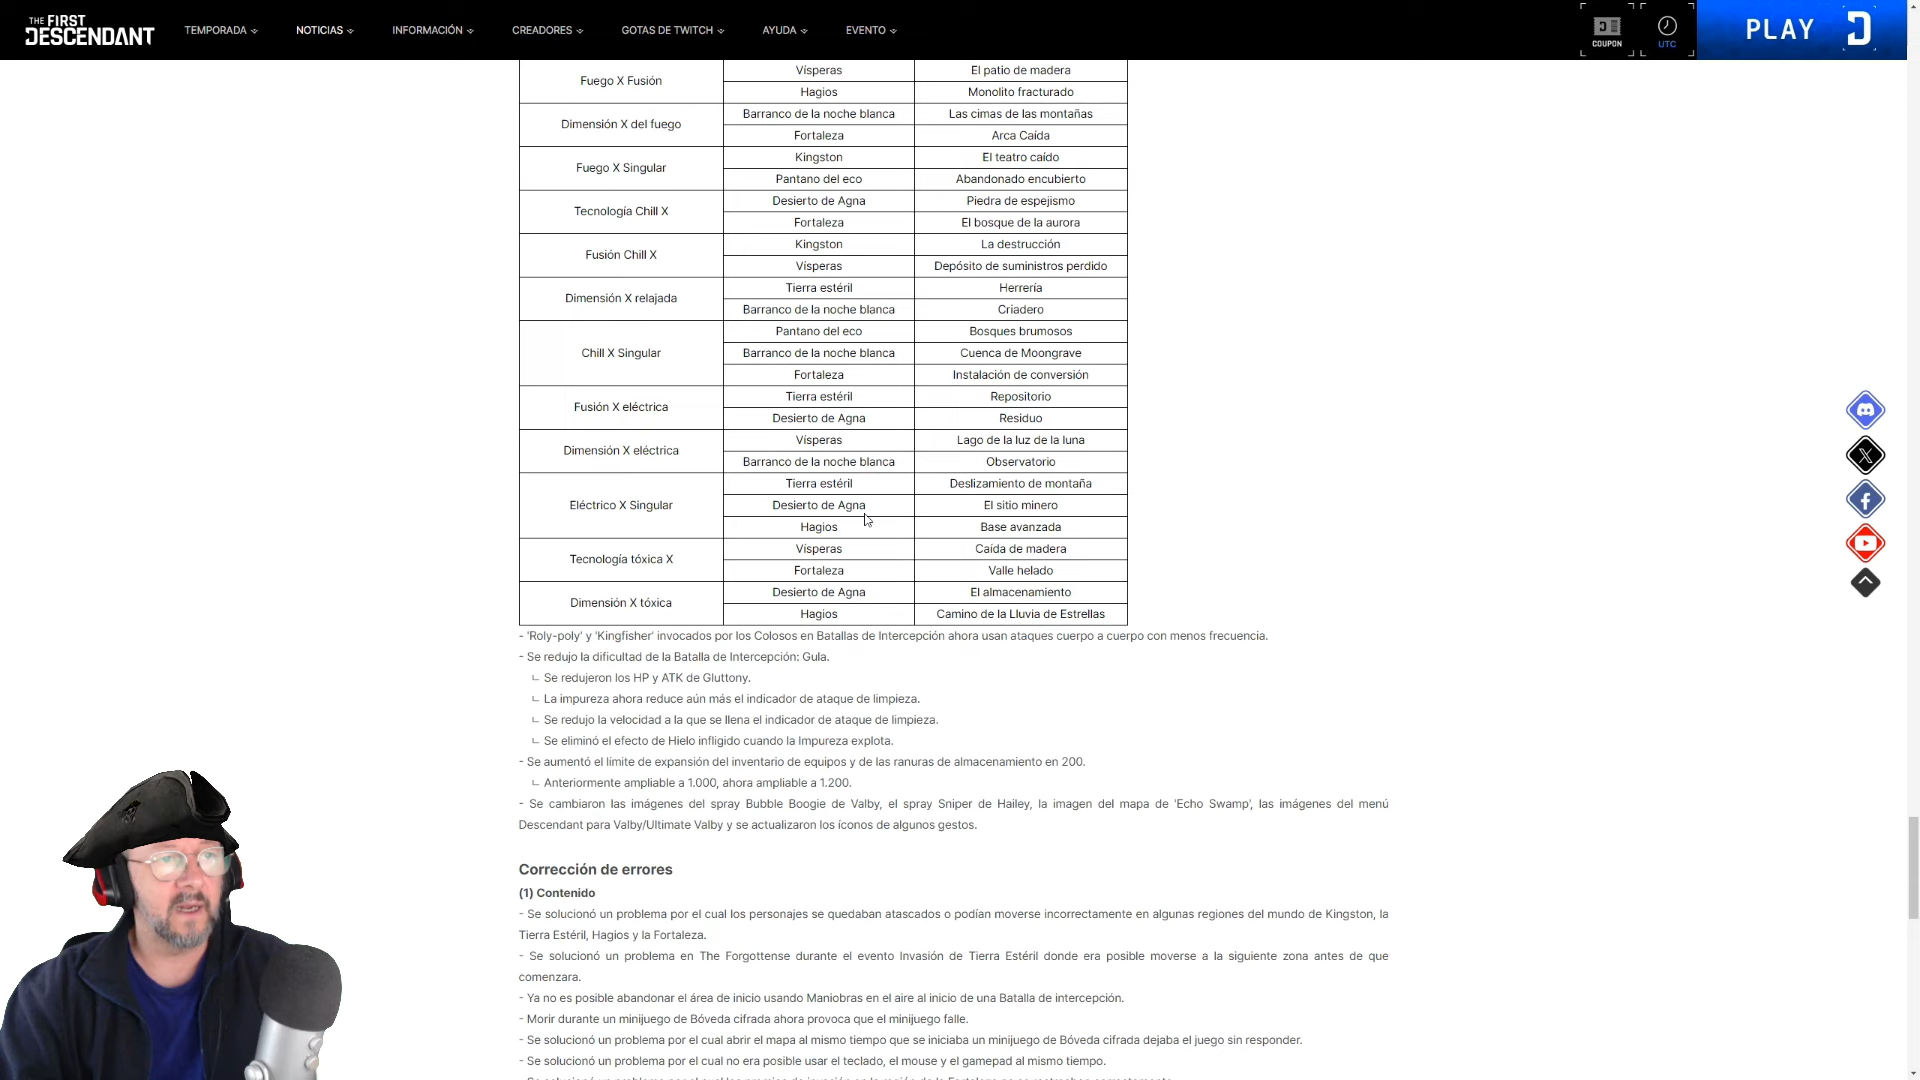 THE FIRST DESCENDANT
TEMPORADA NOTICIAS INFORMACIÓN CREADORES GOTAS DE TWITCH AYUDA EVENTO
COUPON UTC PLAY
Fuego X Fusión Vísperas El patio de madera
Hagios Monolito fracturado
Dimensión X del fuego Barranco de la noche blanca Las cimas de las montañas
Fortaleza Arca Caída
Fuego X Singular Kingston El teatro caído
Pantano del eco Abandonado encubierto
Tecnología Chill X Desierto de Agna Piedra de espejismo
Fortaleza El bosque de la aurora
Fusión Chill X Kingston La destrucción
Vísperas Depósito de suministros perdido
Dimensión X relajada Tierra estéril Herrería
Barranco de la noche blanca Criadero
Chill X Singular Pantano del eco Bosques brumosos
Barranco de la noche blanca Cuenca de Moongrave
Fortaleza Instalación de conversión
Fusión X eléctrica Tierra estéril Repositorio
Desierto de Agna Residuo
Dimensión X eléctrica Vísperas Lago de la luz de la luna
Barranco de la noche blanca Observatorio
Eléctrico X Singular Tierra estéril Deslizamiento de montaña
Desierto de Agna El sitio minero
Hagios Base avanzada
Tecnología tóxica X Vísperas Caída de madera
Fortaleza Valle helado
Dimensión X tóxica Desierto de Agna El almacenamiento
Hagios Camino de la Lluvia de Estrellas
- 'Roly-poly' y 'Kingfisher' invocados por los Colosos en Batallas de Intercepción ahora usan ataques cuerpo a cuerpo con menos frecuencia.
- Se redujo la dificultad de la Batalla de Intercepción: Gula.
ㄴ Se redujeron los HP y ATK de Gluttony.
ㄴ La impureza ahora reduce aún más el indicador de ataque de limpieza.
ㄴ Se redujo la velocidad a la que se llena el indicador de ataque de limpieza.
ㄴ Se eliminó el efecto de Hielo infligido cuando la Impureza explota.
- Se aumentó el límite de expansión del inventario de equipos y de las ranuras de almacenamiento en 200.
ㄴ Anteriormente ampliable a 1.000, ahora ampliable a 1.200.
- Se cambiaron las imágenes del spray Bubble Boogie de Valby, el spray Sniper de Hailey, la imagen del mapa de 'Echo Swamp', las imágenes del menú
Descendant para Valby/Ultimate Valby y se actualizaron los íconos de algunos gestos.
Corrección de errores
(1) Contenido
- Se solucionó un problema por el cual los personajes se quedaban atascados o podían moverse incorrectamente en algunas regiones del mundo de Kingston, la
Tierra Estéril, Hagios y la Fortaleza.
- Se solucionó un problema en The Forgottense durante el evento Invasión de Tierra Estéril donde era posible moverse a la siguiente zona antes de que
comenzara.
- Ya no es posible abandonar el área de inicio usando Maniobras en el aire al inicio de una Batalla de intercepción.
- Morir durante un minijuego de Bóveda cifrada ahora provoca que el minijuego falle.
- Se solucionó un problema por el cual abrir el mapa al mismo tiempo que se iniciaba un minijuego de Bóveda cifrada dejaba el juego sin responder.
- Se solucionó un problema por el cual no era posible usar el teclado, el mouse y el gamepad al mismo tiempo.